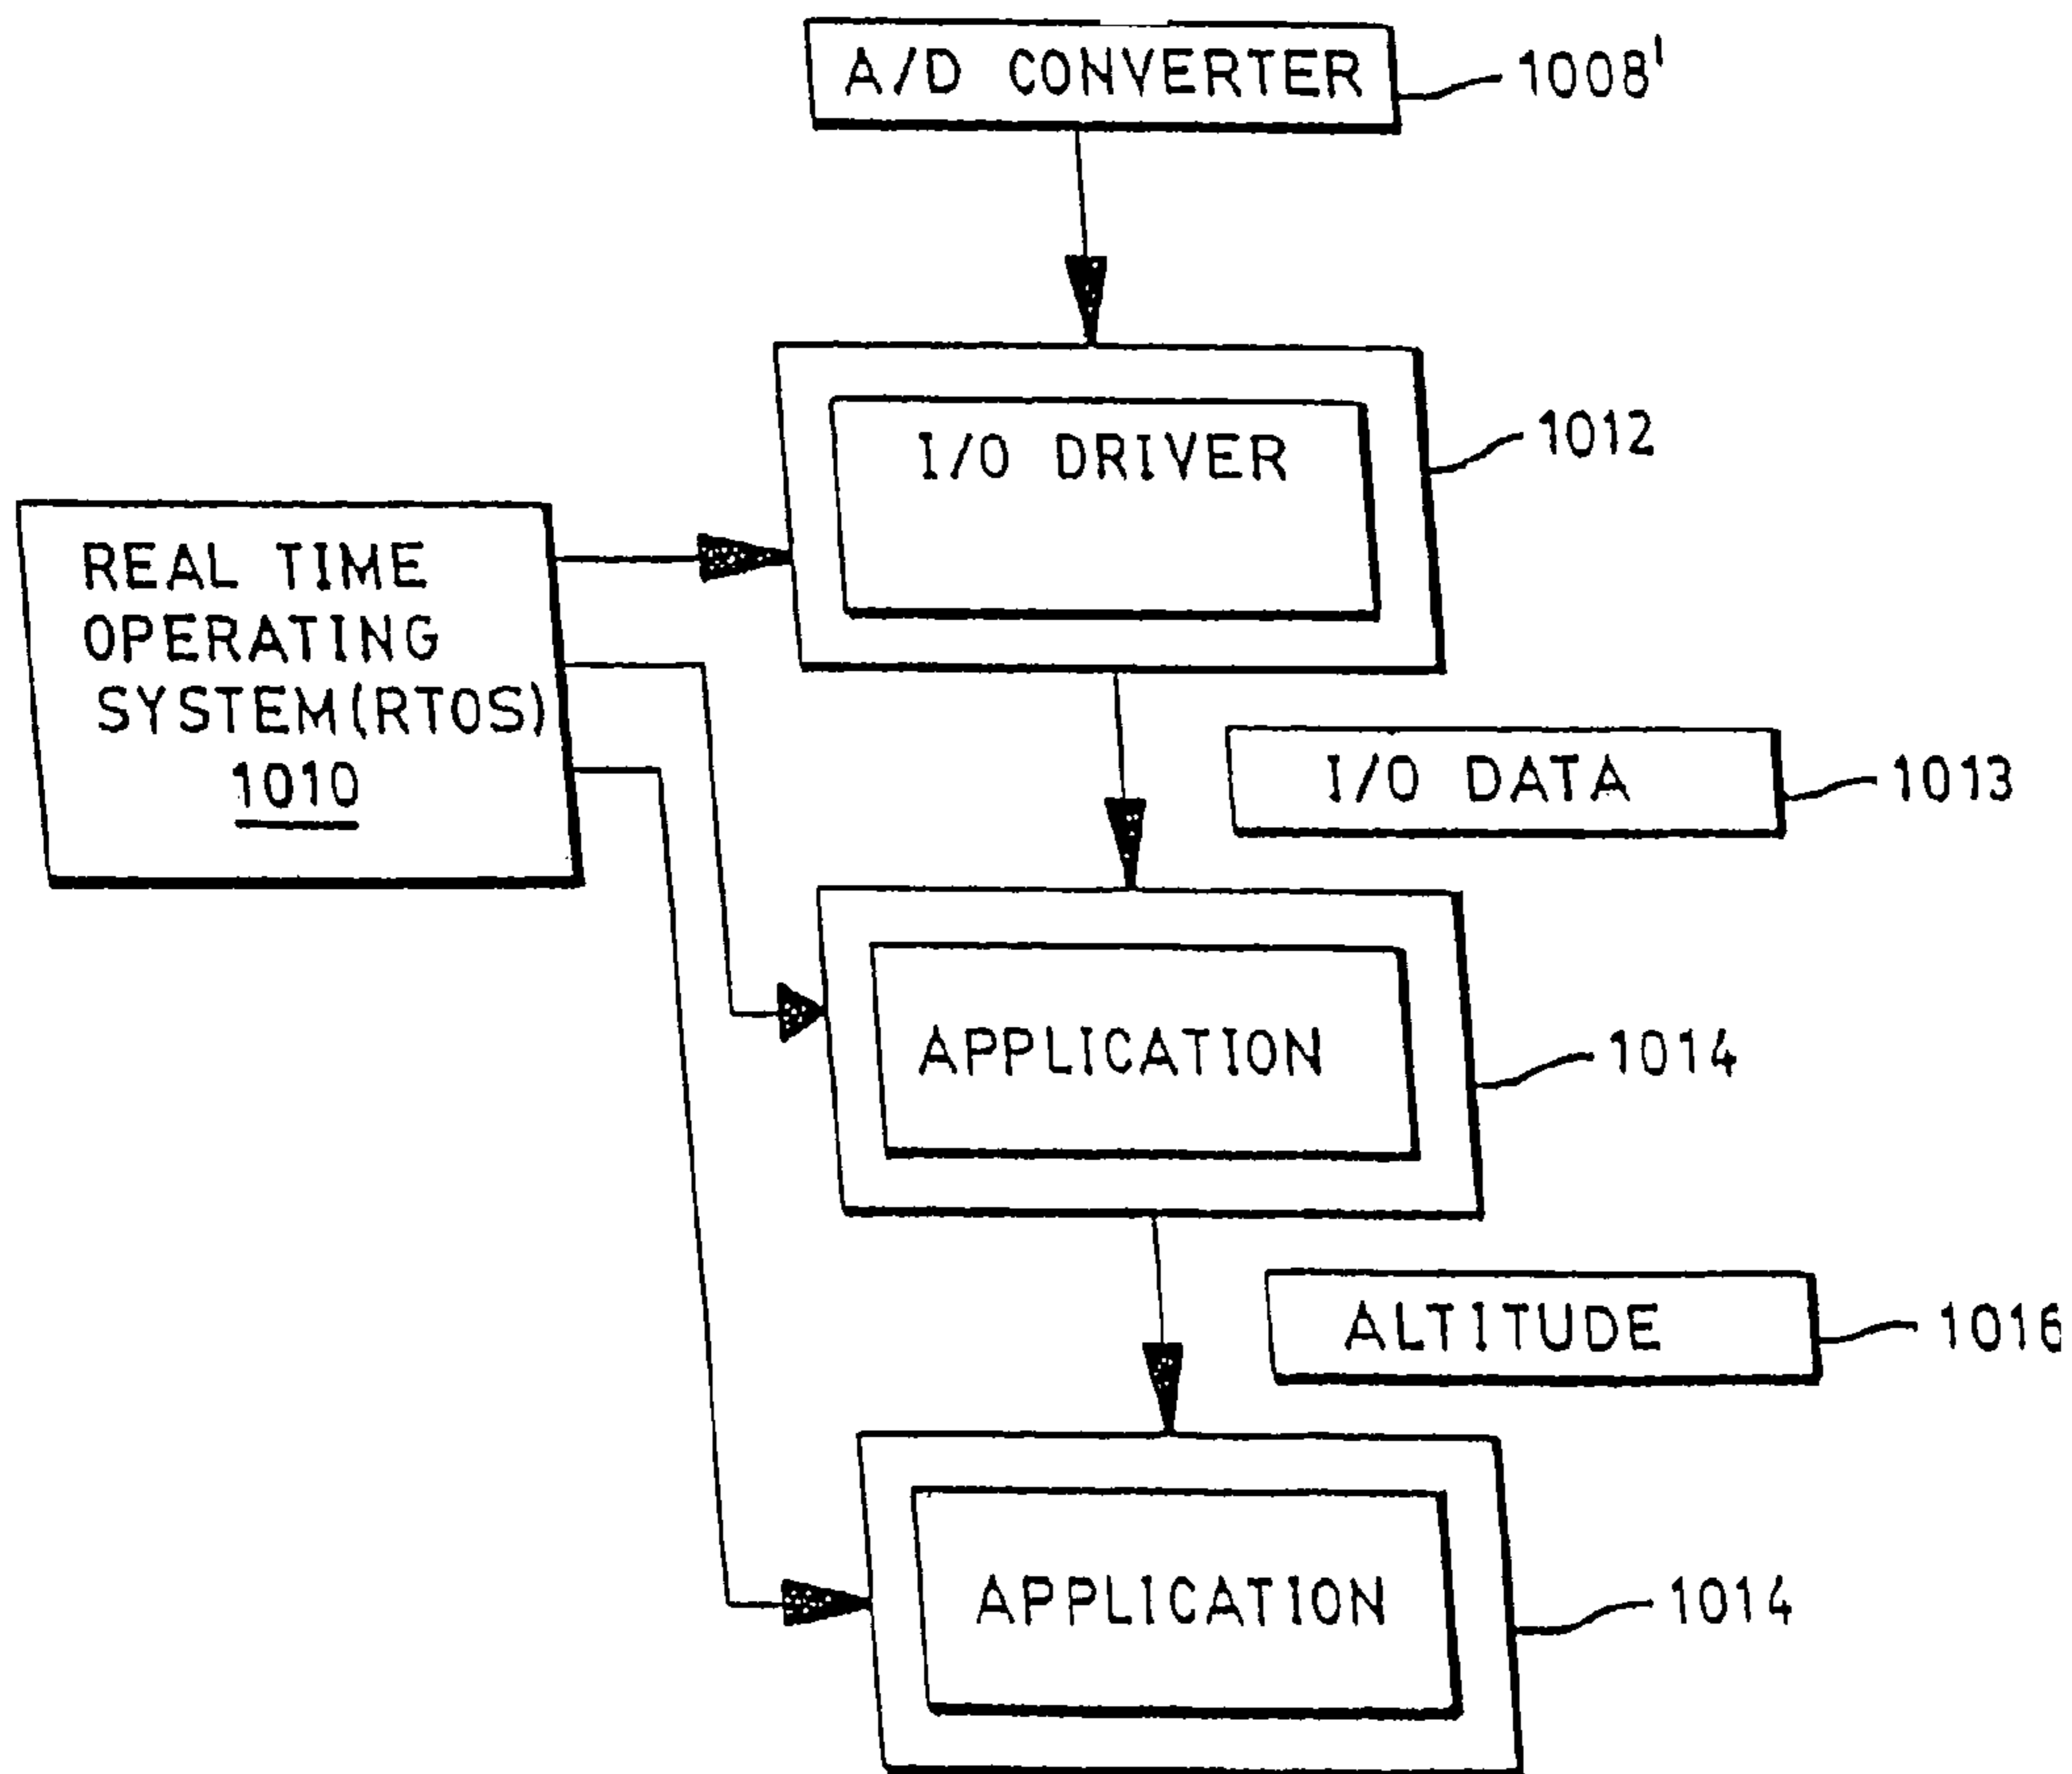 A/D CONVERTER
1008'
I/O DRIVER
1012
REAL TIME
OPERATING
SYSTEM(RTOS)
1010
I/O DATA
1013
APPLICATION
1014
ALTITUDE
1016
APPLICATION
1014